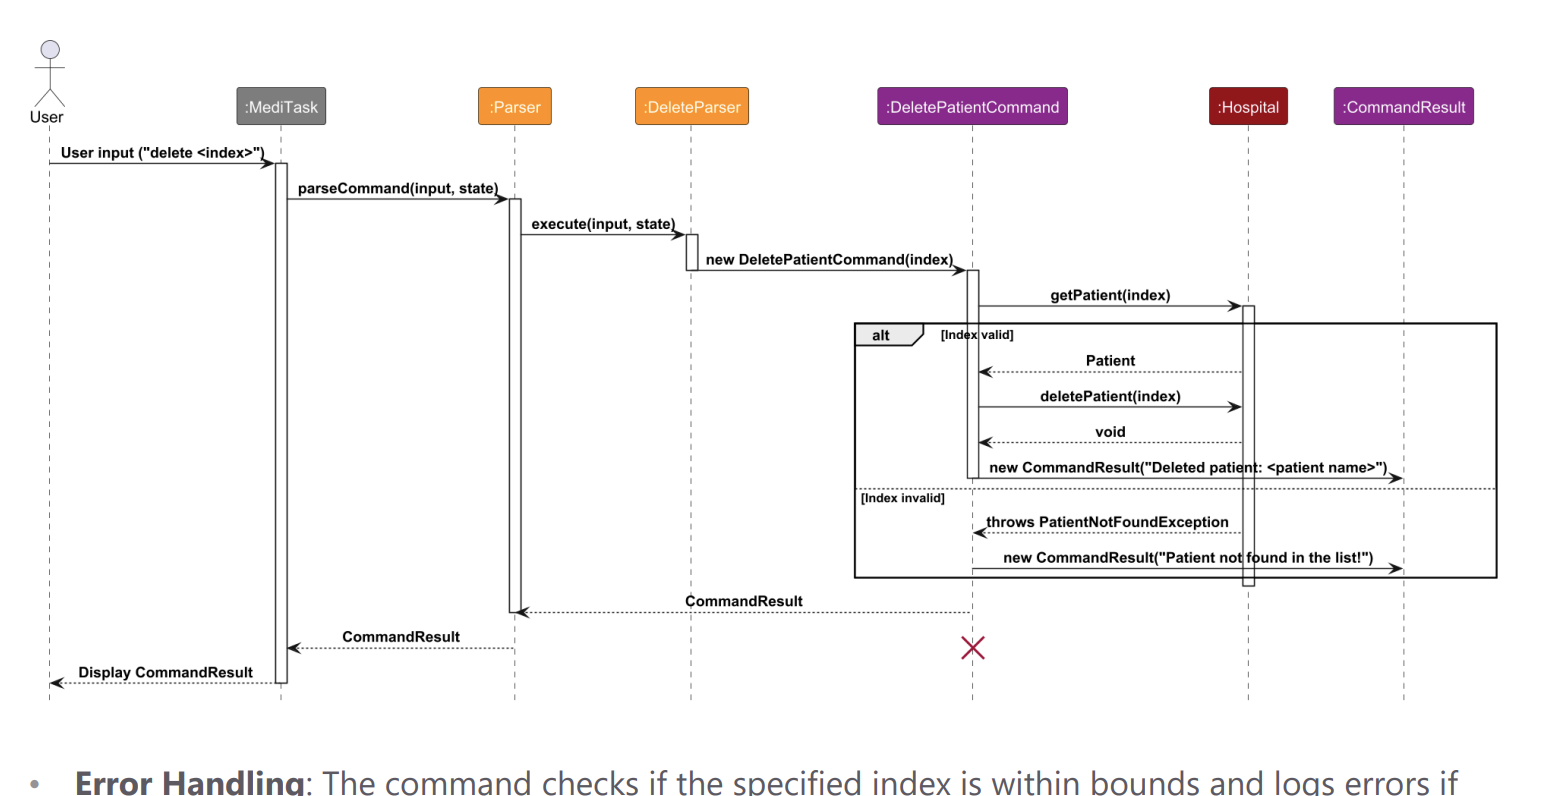 User
:MediTask
:Parser
:DeleteParser
:DeletePatientCommand
:Hospital
:CommandResult
User input ("delete <index>")
parseCommand(input, state)
execute(input, state)
new DeletePatientCommand(index)
getPatient(index)
alt
[Index valid]
Patient
deletePatient(index)
void
new CommandResult("Deleted patient: <patient name>")
[Index invalid]
throws PatientNotFoundException
new CommandResult("Patient not found in the list!")
CommandResult
CommandResult
Display CommandResult
• Error Handling: The command checks if the specified index is within bounds and logs errors if